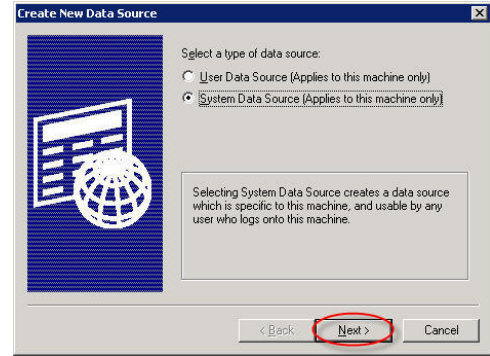 Create New Data Source
Select a type of data source:
User Data Source (Applies to this machine only)
System Data Source (Applies to this machine only)
Selecting System Data Source creates a data source
which is specific to this machine, and usable by any
user who logs onto this machine.
< Back Next > Cancel